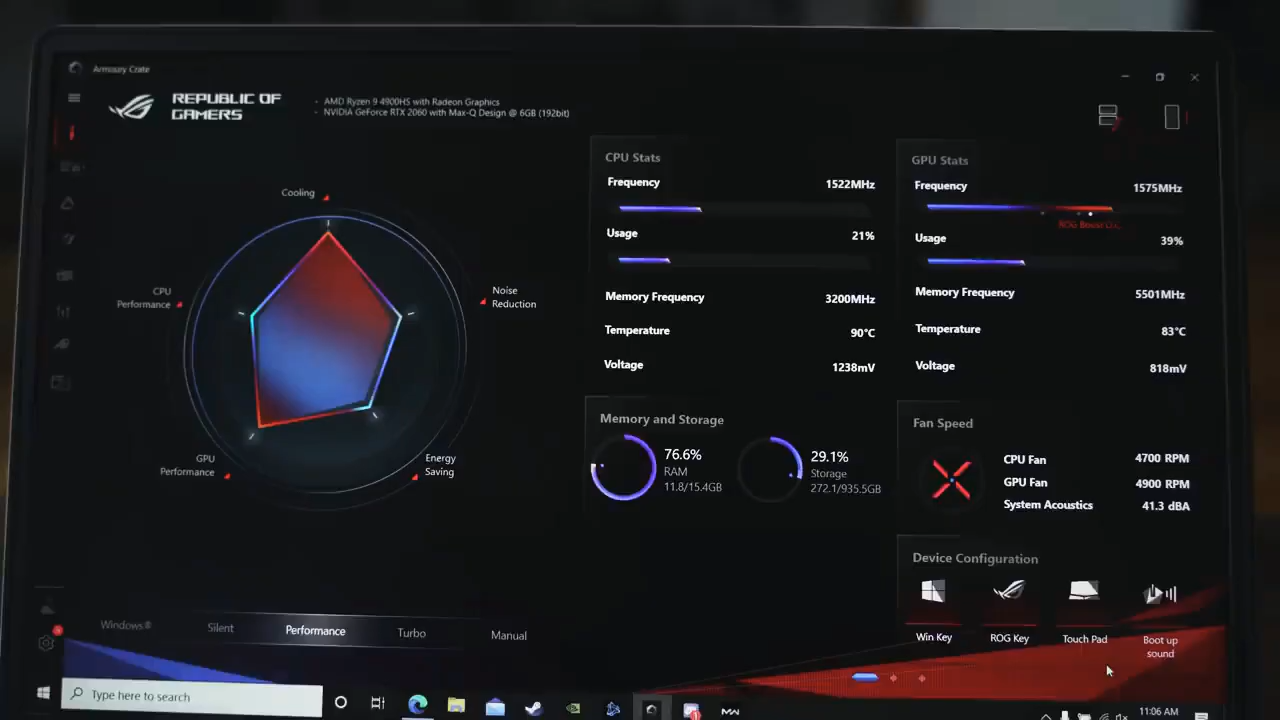 Armoury Crate
REPUBLIC OF
GAMERS
- AMD Ryzen 9 4900HS with Radeon Graphics
- NVIDIA GeForce RTX 2060 with Max-Q Design @ 6GB (192bit)
Cooling
CPU
Performance
Noise
Reduction
GPU
Performance
Energy
Saving
CPU Stats
Frequency 1522MHz
Usage 21%
Memory Frequency 3200MHz
Temperature 90°C
Voltage 1238mV
GPU Stats
Frequency 1575MHz
Usage 39%
Memory Frequency 5501MHz
Temperature 83°C
Voltage 818mV
Memory and Storage
76.6%
RAM
11.8/15.4GB
29.1%
Storage
272.1/935.5GB
Fan Speed
CPU Fan 4700 RPM
GPU Fan 4900 RPM
System Acoustics 41.3 dBA
Device Configuration
Win Key
ROG Key
Touch Pad
Boot up
sound
Windows® Silent Performance Turbo Manual
Type here to search
MW
11:06 AM